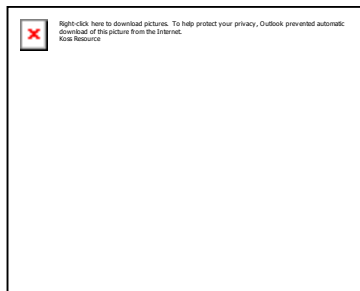 Right-click here to download pictures. To help protect your privacy, Outlook prevented automatic
download of this picture from the Internet.
Koss Resource